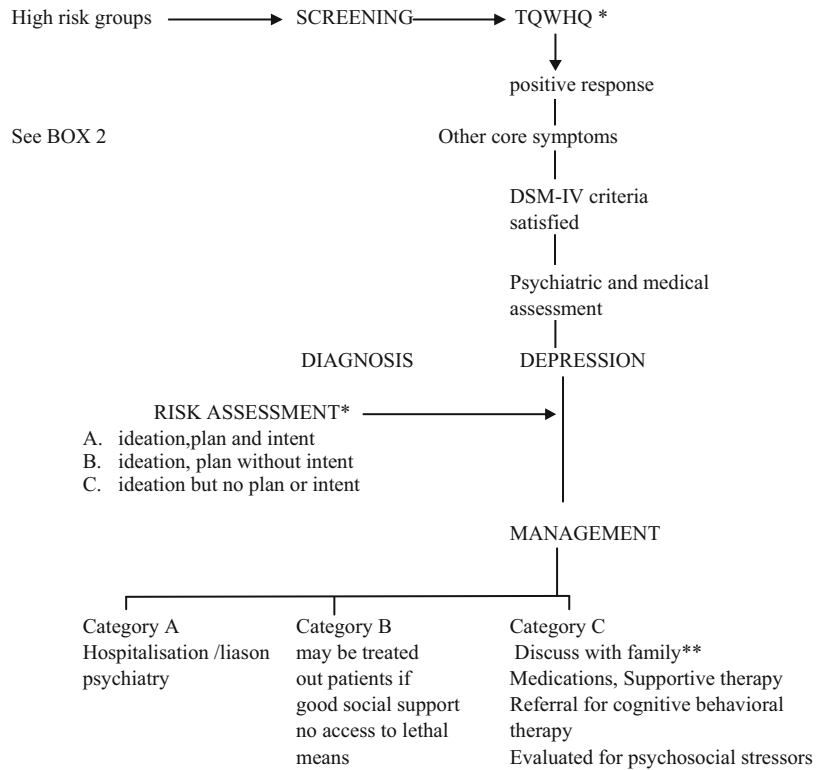 High risk groups SCREENING TQWHQ *
positive response
See BOX 2 Other core symptoms
DSM-IV criteria
satisfied
Psychiatric and medical
assessment
DIAGNOSIS DEPRESSION
RISK ASSESSMENT*
A. ideation,plan and intent
B. ideation, plan without intent
C. ideation but no plan or intent
MANAGEMENT
Category A
Hospitalisation /liason
psychiatry
Category B
may be treated
out patients if
good social support
no access to lethal
means
Category C
Discuss with family**
Medications, Supportive therapy
Referral for cognitive behavioral
therapy
Evaluated for psychosocial stressors